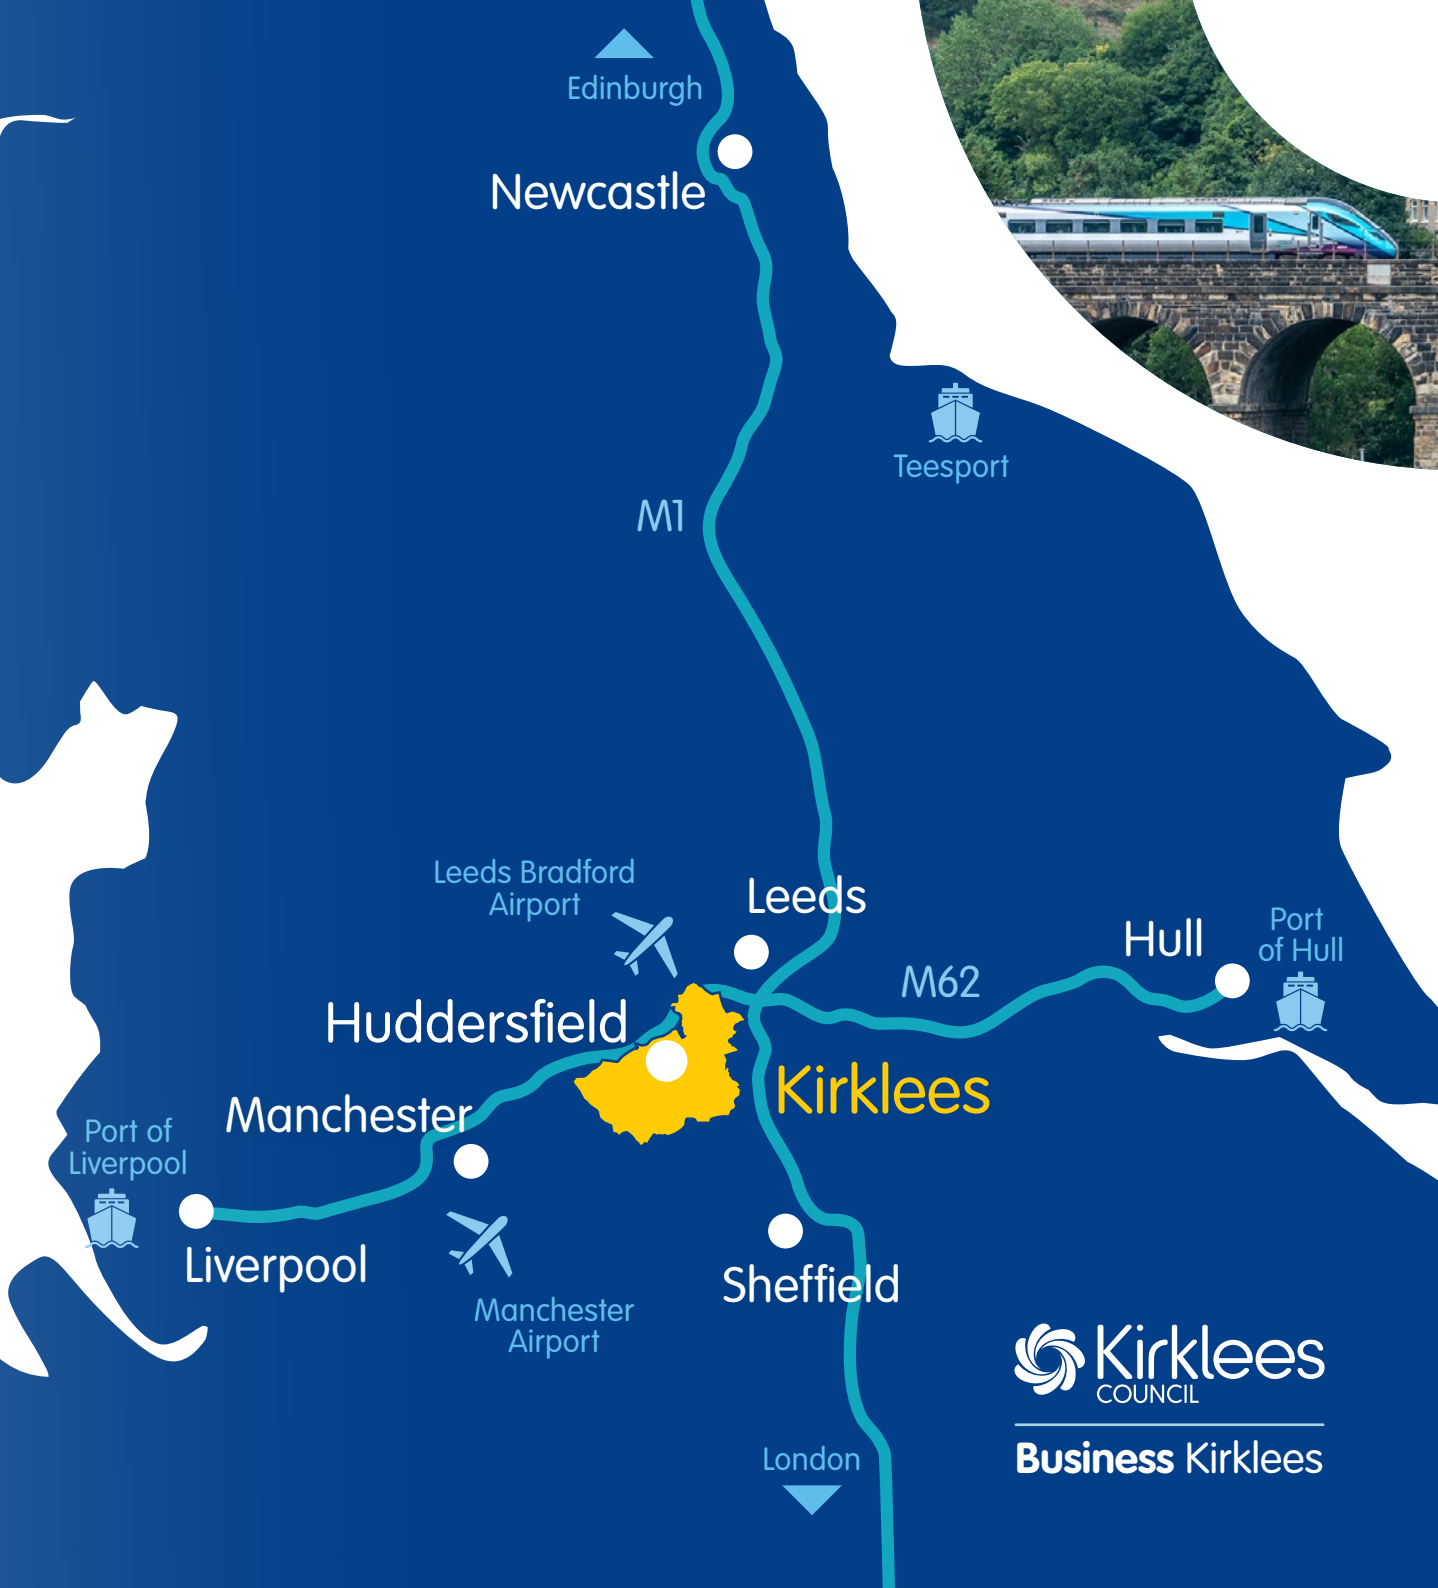 Edinburgh
Newcastle
Teesport
M1
Leeds Bradford
Airport
Leeds
Hull
Port
of Hull
M62
Huddersfield
Kirklees
Manchester
Port of
Liverpool
Liverpool
Sheffield
Manchester
Airport
London
Kirklees
COUNCIL
Business Kirklees